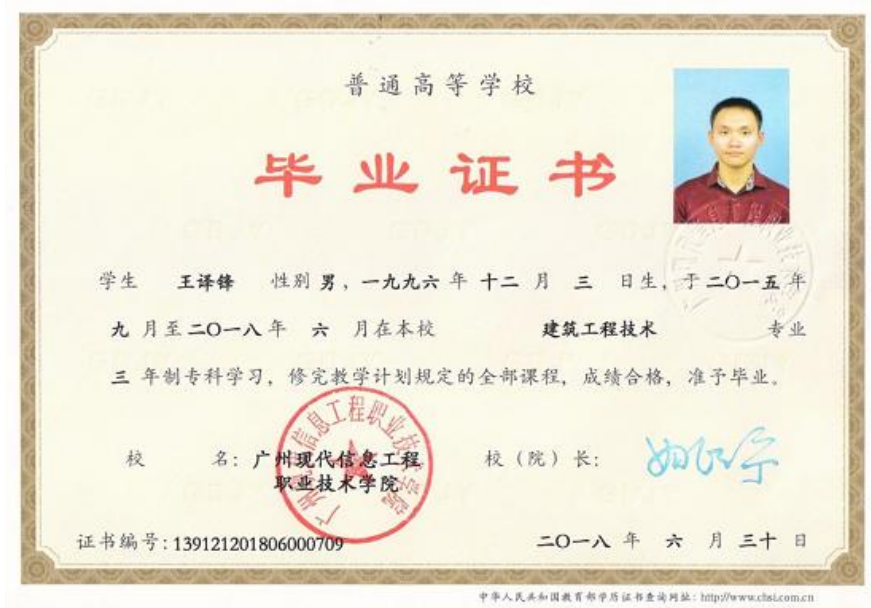 普通高等学校
毕业证书
学生 王译锋 性别 男，一九九六 年 十二 月 三 日生，于 二〇一五 年
九 月至 二〇一八 年 六 月在本校 建筑工程技术 专业
三 年制专科学习，修完教学计划规定的全部课程，成绩合格，准予毕业。
校 名：广州现代信息工程
职业技术学院
校（院）长：
证书编号：139121201806000709
二〇一八 年 六 月 三十 日
中华人民共和国教育部学历证书查询网址：http://www.chsi.com.cn